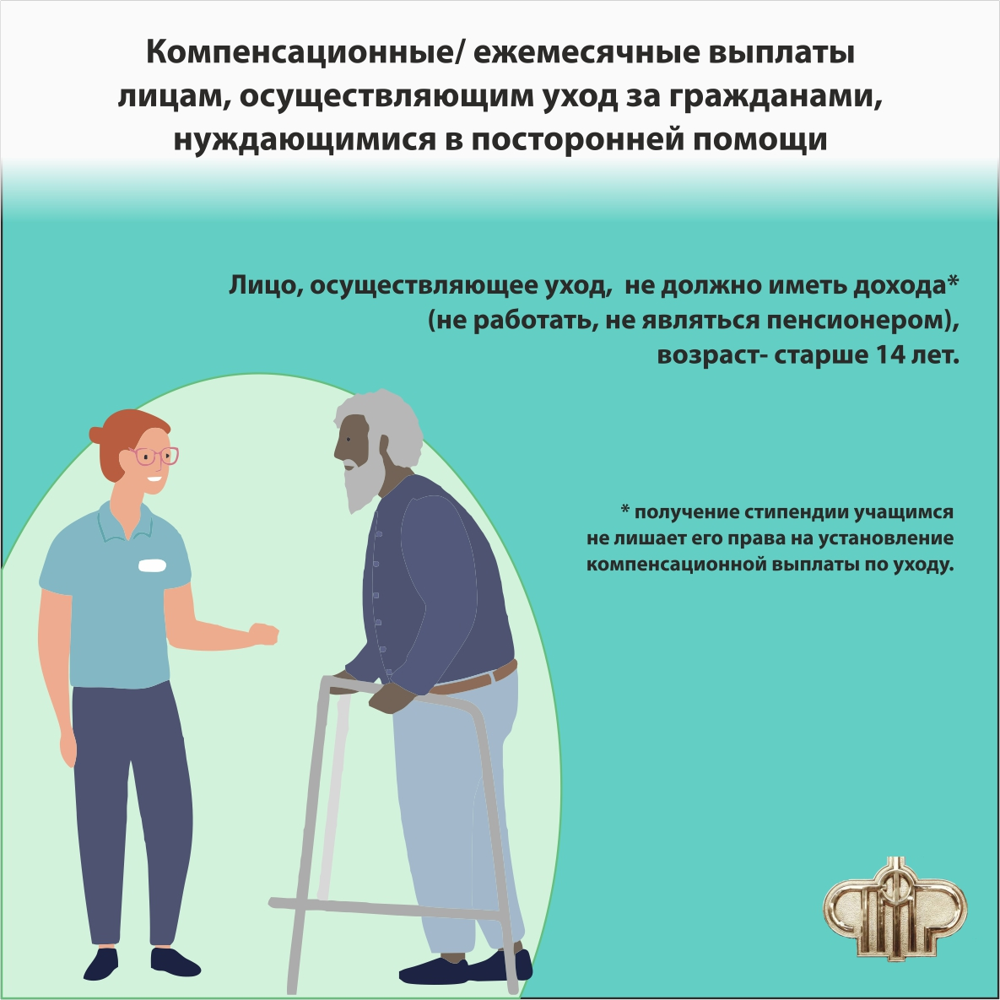 Компенсационные/ ежемесячные выплаты
лицам, осуществляющим уход за гражданами,
нуждающимися в посторонней помощи
Лицо, осуществляющее уход,  не должно иметь дохода*
(не работать, не являться пенсионером),
возраст- старше 14 лет.
* получение стипендии учащимся
не лишает его права на установление
компенсационной выплаты по уходу.